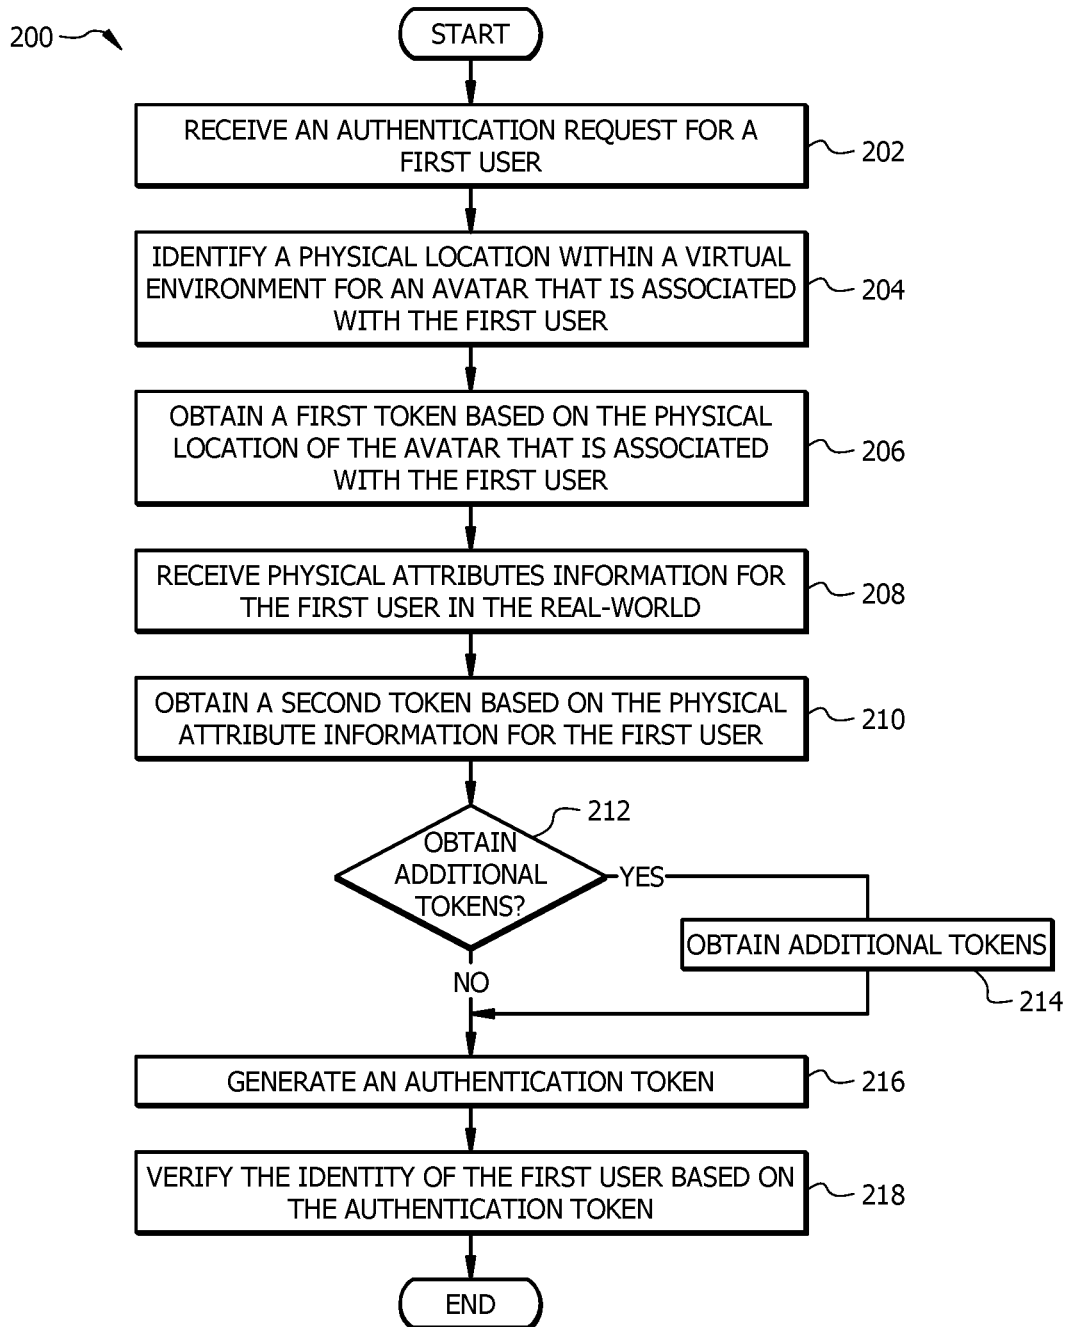 200
START
RECEIVE AN AUTHENTICATION REQUEST FOR A
FIRST USER
202
IDENTIFY A PHYSICAL LOCATION WITHIN A VIRTUAL
ENVIRONMENT FOR AN AVATAR THAT IS ASSOCIATED
WITH THE FIRST USER
204
OBTAIN A FIRST TOKEN BASED ON THE PHYSICAL
LOCATION OF THE AVATAR THAT IS ASSOCIATED
WITH THE FIRST USER
206
RECEIVE PHYSICAL ATTRIBUTES INFORMATION FOR
THE FIRST USER IN THE REAL-WORLD
208
OBTAIN A SECOND TOKEN BASED ON THE PHYSICAL
ATTRIBUTE INFORMATION FOR THE FIRST USER
210
212
OBTAIN
ADDITIONAL
TOKENS?
YES
OBTAIN ADDITIONAL TOKENS
214
NO
GENERATE AN AUTHENTICATION TOKEN
216
VERIFY THE IDENTITY OF THE FIRST USER BASED ON
THE AUTHENTICATION TOKEN
218
END